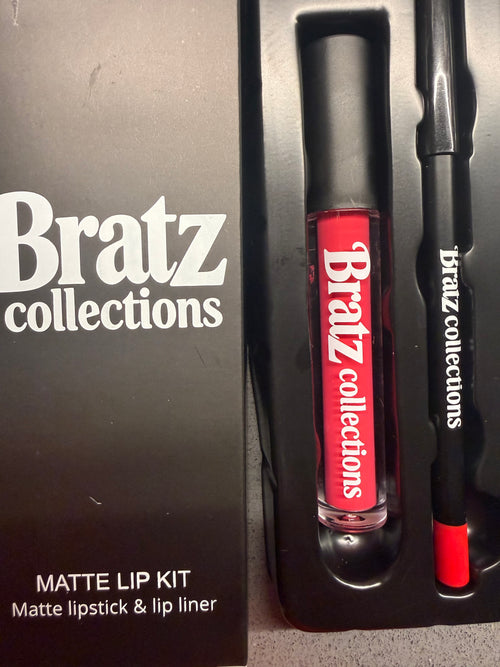 Bratz
collections
MATTE LIP KIT
Matte lipstick & lip liner
Bratz collections
Bratz collections